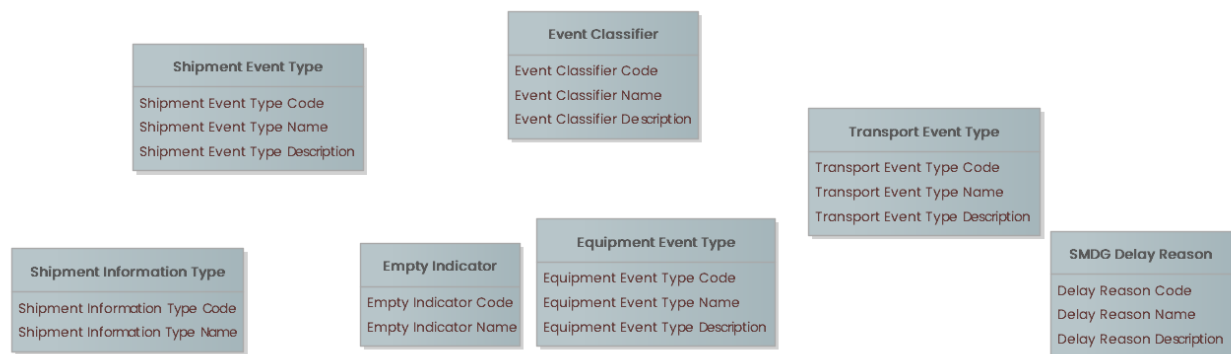 Event Classifier
Event Classifier Code
Event Classifier Name
Event Classifier Description
Shipment Event Type
Shipment Event Type Code
Shipment Event Type Name
Shipment Event Type Description
Transport Event Type
Transport Event Type Code
Transport Event Type Name
Transport Event Type Description
Shipment Information Type
Shipment Information Type Code
Shipment Information Type Name
Empty Indicator
Empty Indicator Code
Empty Indicator Name
Equipment Event Type
Equipment Event Type Code
Equipment Event Type Name
Equipment Event Type Description
SMDG Delay Reason
Delay Reason Code
Delay Reason Name
Delay Reason Description